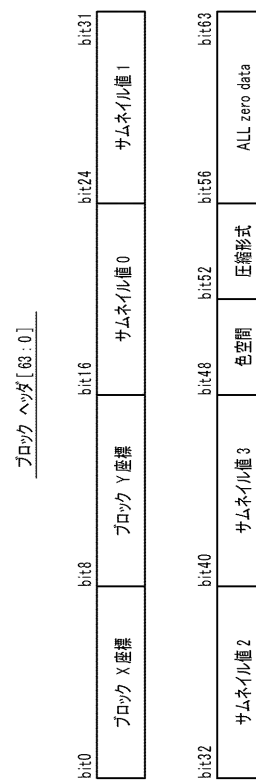 ブロック ヘッダ[ 63 : 0 ]
bit0 bit8 bit16 bit24 bit31
ブロック X 座標 ブロック Y 座標 サムネイル値 0 サムネイル値 1
bit32 bit40 bit48 bit52 bit56 bit63
サムネイル値 2 サムネイル値 3 色空間 圧縮形式 ALL zero data